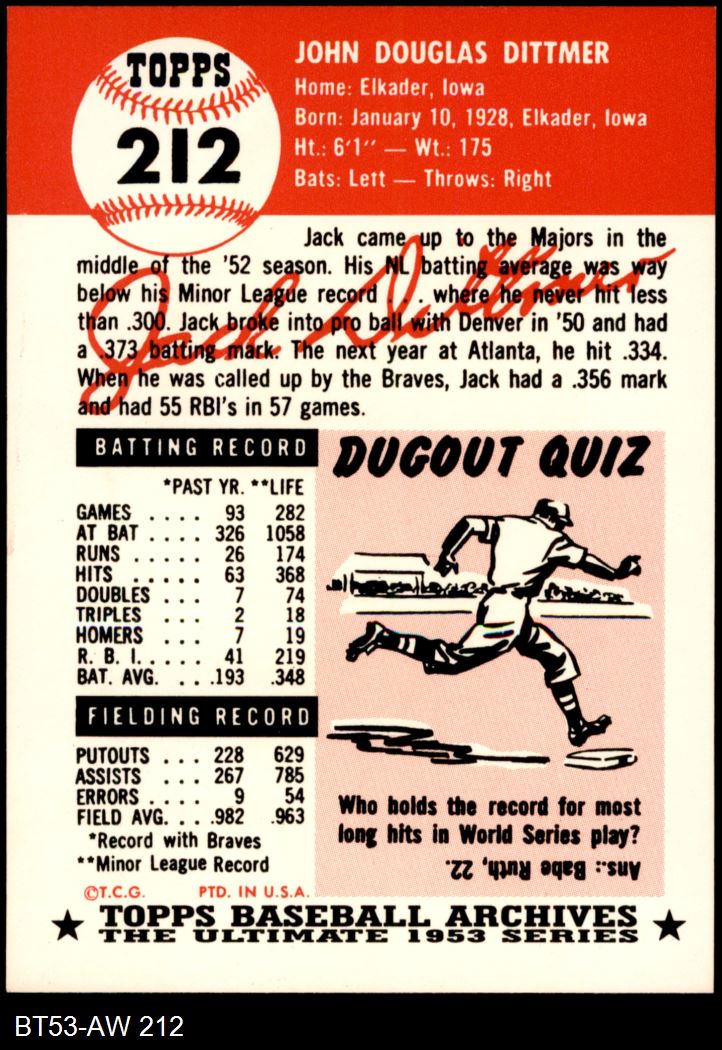 TOPPS
212
JOHN DOUGLAS DITTMER
Home: Elkader, Iowa
Born: January 10, 1928, Elkader, Iowa
Ht.: 6'1" — Wt.: 175
Bats: Left — Throws: Right
Jack came up to the Majors in the
middle of the '52 season. His NL batting average was way
below his Minor League record . . . where he never hit less
than .300. Jack broke into pro ball with Denver in '50 and had
a .373 batting mark. The next year at Atlanta, he hit .334.
When he was called up by the Braves, Jack had a .356 mark
and had 55 RBI's in 57 games.
Jack Dittmer
BATTING RECORD
*PAST YR. **LIFE
GAMES . . . . 93 282
AT BAT . . . . 326 1058
RUNS . . . . . 26 174
HITS . . . . . 63 368
DOUBLES . . . 7 74
TRIPLES . . . . 2 18
HOMERS . . . . 7 19
R. B. I. . . . . . 41 219
BAT. AVG. . . . .193 .348
FIELDING RECORD
PUTOUTS . . . 228 629
ASSISTS . . . . 267 785
ERRORS . . . . 9 54
FIELD AVG. . . . .982 .963
*Record with Braves
**Minor League Record
©T.C.G. PTD. IN U.S.A.
DUGOUT QUIZ
Who holds the record for most
long hits in World Series play?
Ans.: Babe Ruth, 22.
TOPPS BASEBALL ARCHIVES
THE ULTIMATE 1953 SERIES
BT53-AW 212